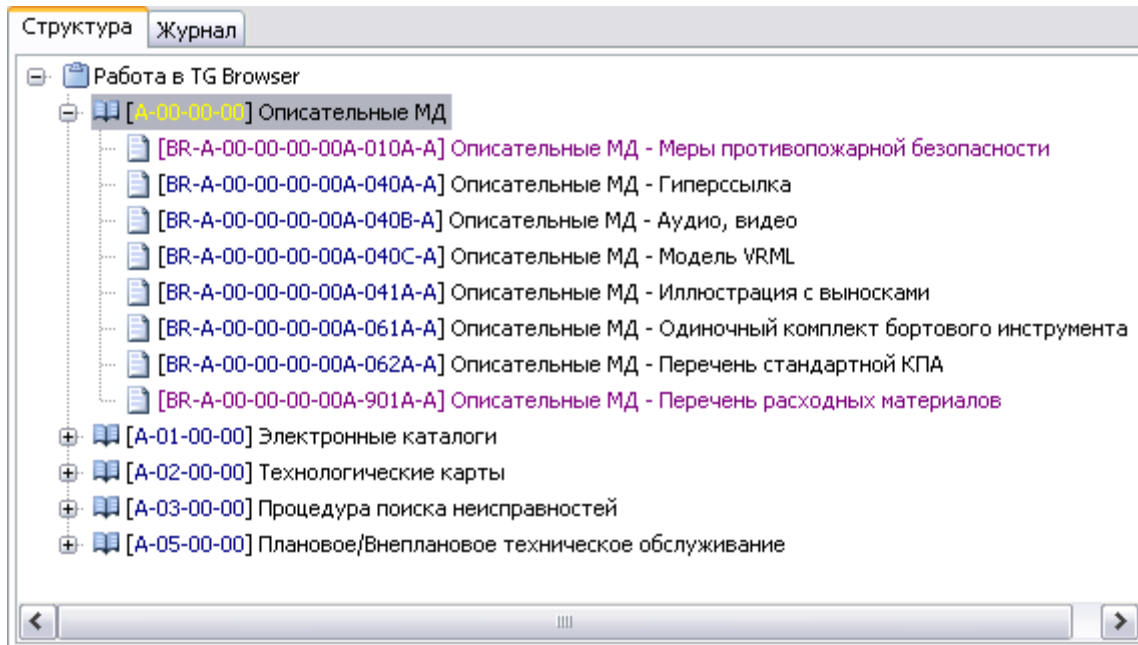 Структура Журнал
Работа в TG Browser
[A-00-00-00] Описательные МД
[BR-A-00-00-00-00A-010A-A] Описательные МД - Меры противопожарной безопасности
[BR-A-00-00-00-00A-040A-A] Описательные МД - Гиперссылка
[BR-A-00-00-00-00A-040B-A] Описательные МД - Аудио, видео
[BR-A-00-00-00-00A-040C-A] Описательные МД - Модель VRML
[BR-A-00-00-00-00A-041A-A] Описательные МД - Иллюстрация с выносками
[BR-A-00-00-00-00A-061A-A] Описательные МД - Одиночный комплект бортового инструмента
[BR-A-00-00-00-00A-062A-A] Описательные МД - Перечень стандартной КПА
[BR-A-00-00-00-00A-901A-A] Описательные МД - Перечень расходных материалов
[A-01-00-00] Электронные каталоги
[A-02-00-00] Технологические карты
[A-03-00-00] Процедура поиска неисправностей
[A-05-00-00] Плановое/Внеплановое техническое обслуживание